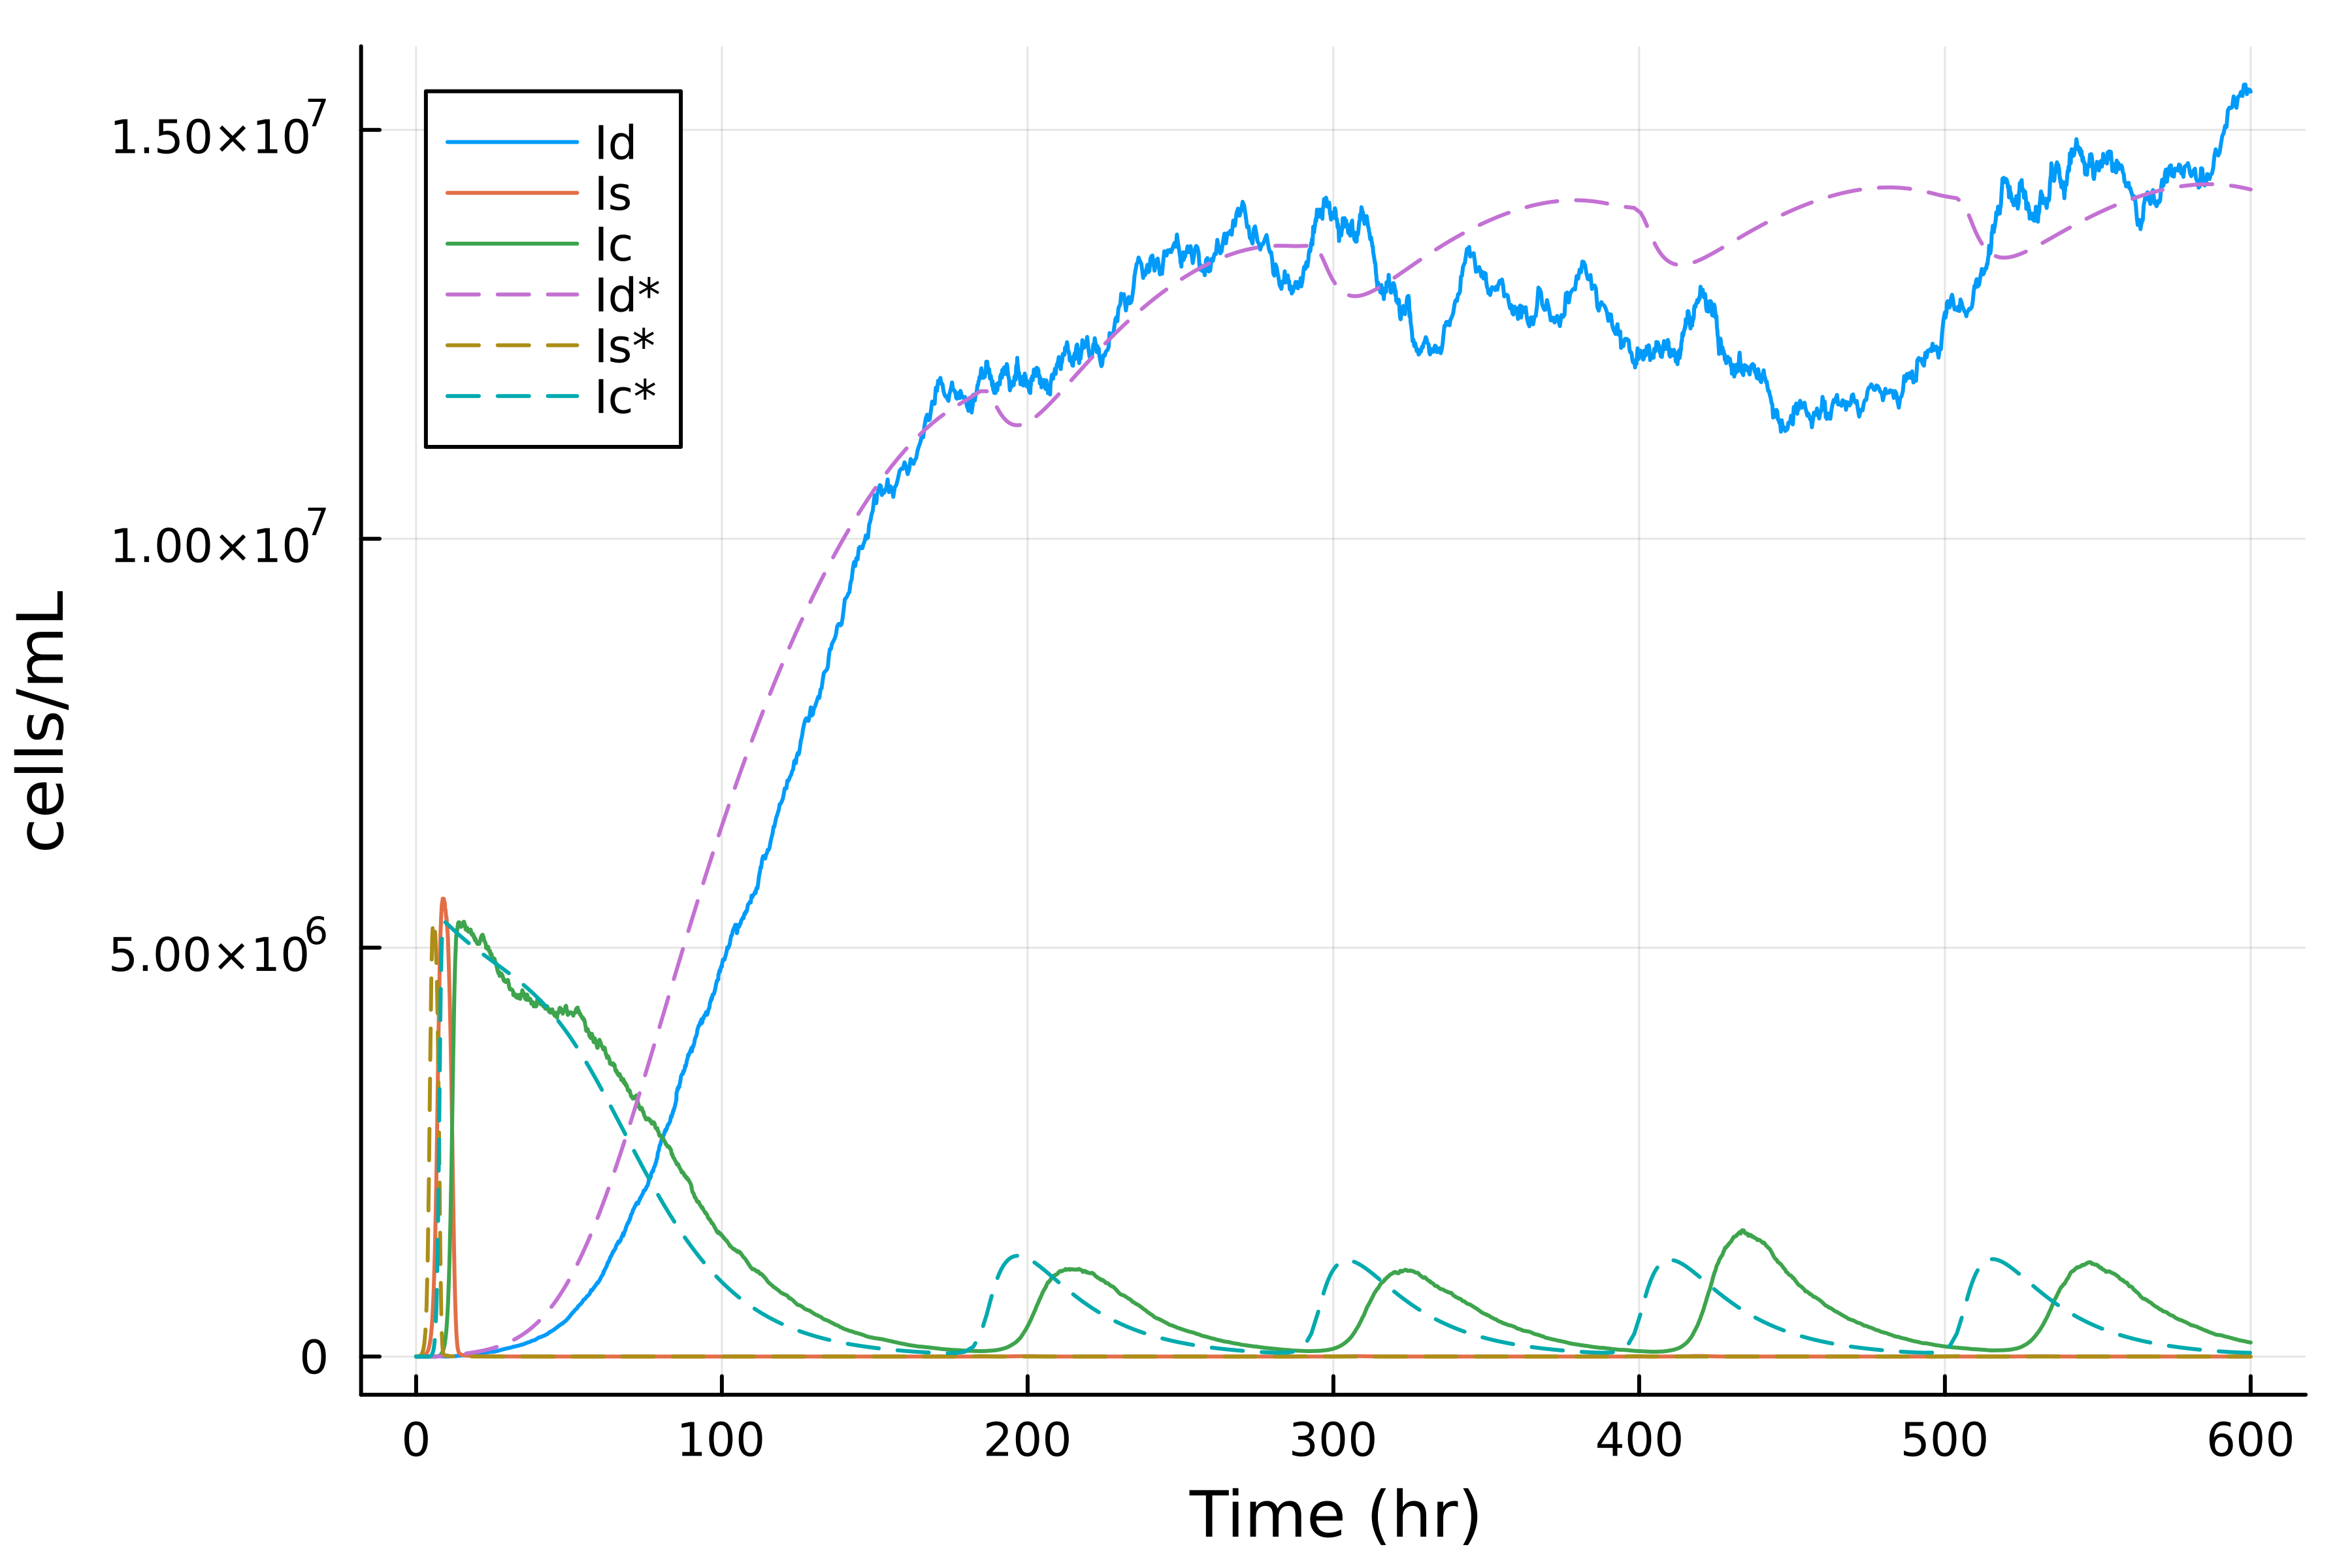 1.50×10^7
1.00×10^7
5.00×10^6
0
cells/mL
Id
Is
Ic
Id*
Is*
Ic*
0 100 200 300 400 500 600
Time (hr)